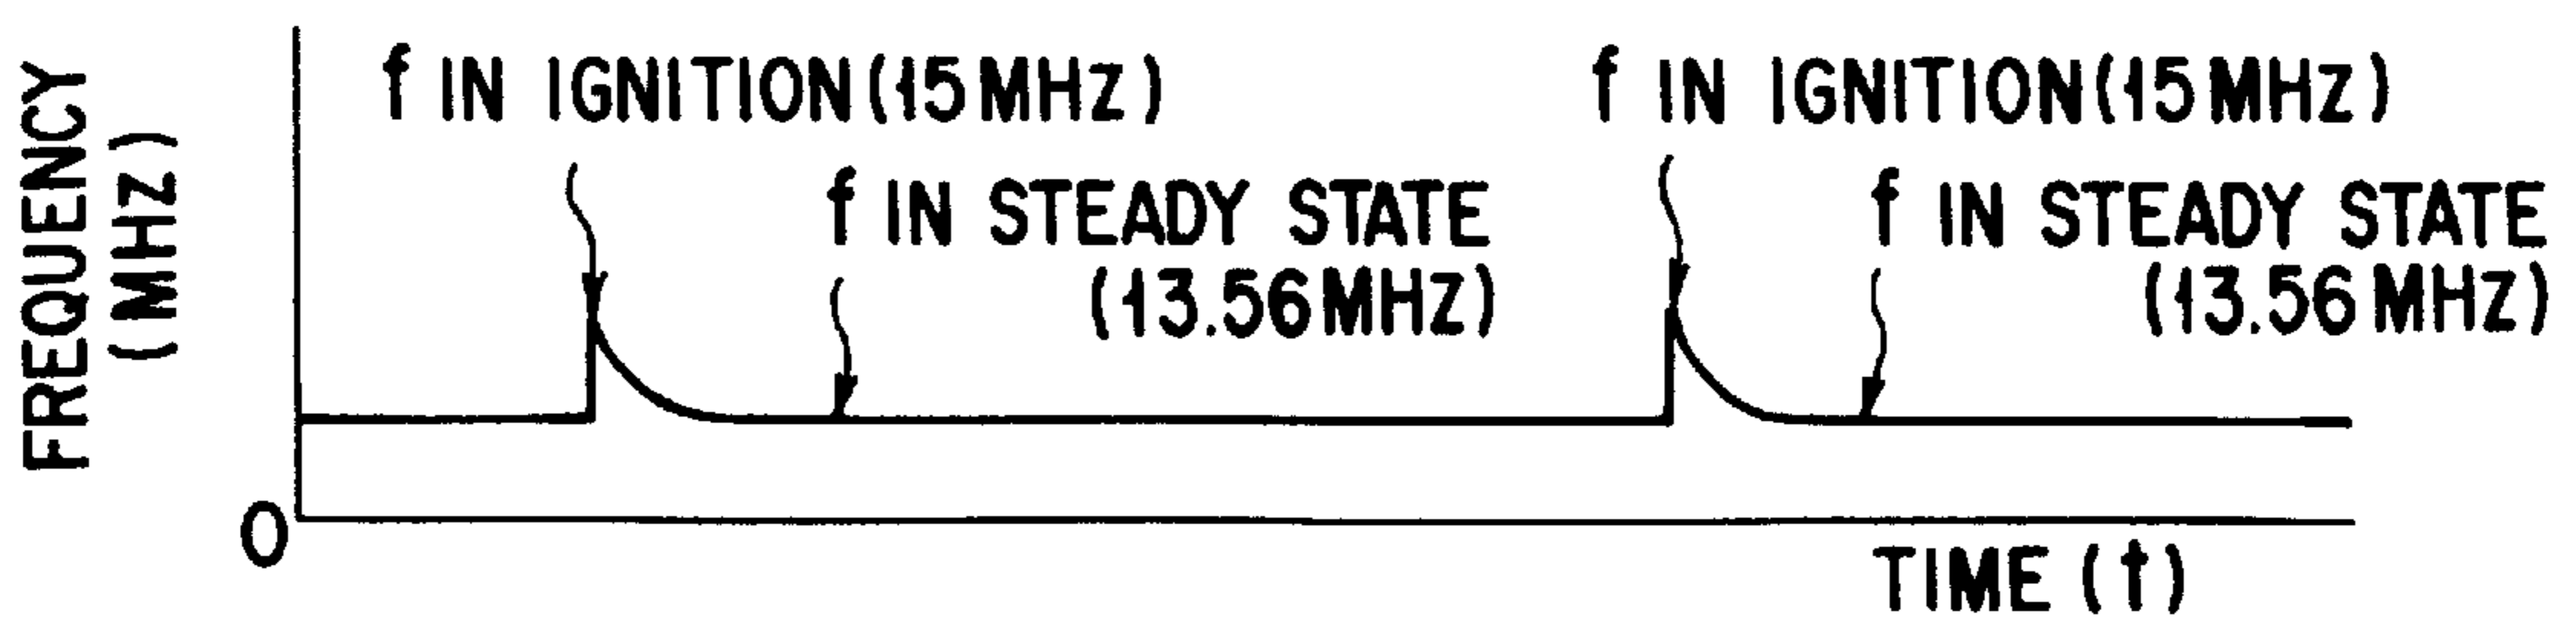 FREQUENCY
(MHZ)
f IN IGNITION(15MHZ)
f IN STEADY STATE
(13.56MHZ)
f IN IGNITION(15MHZ)
f IN STEADY STATE
(13.56MHZ)
0
TIME(t)